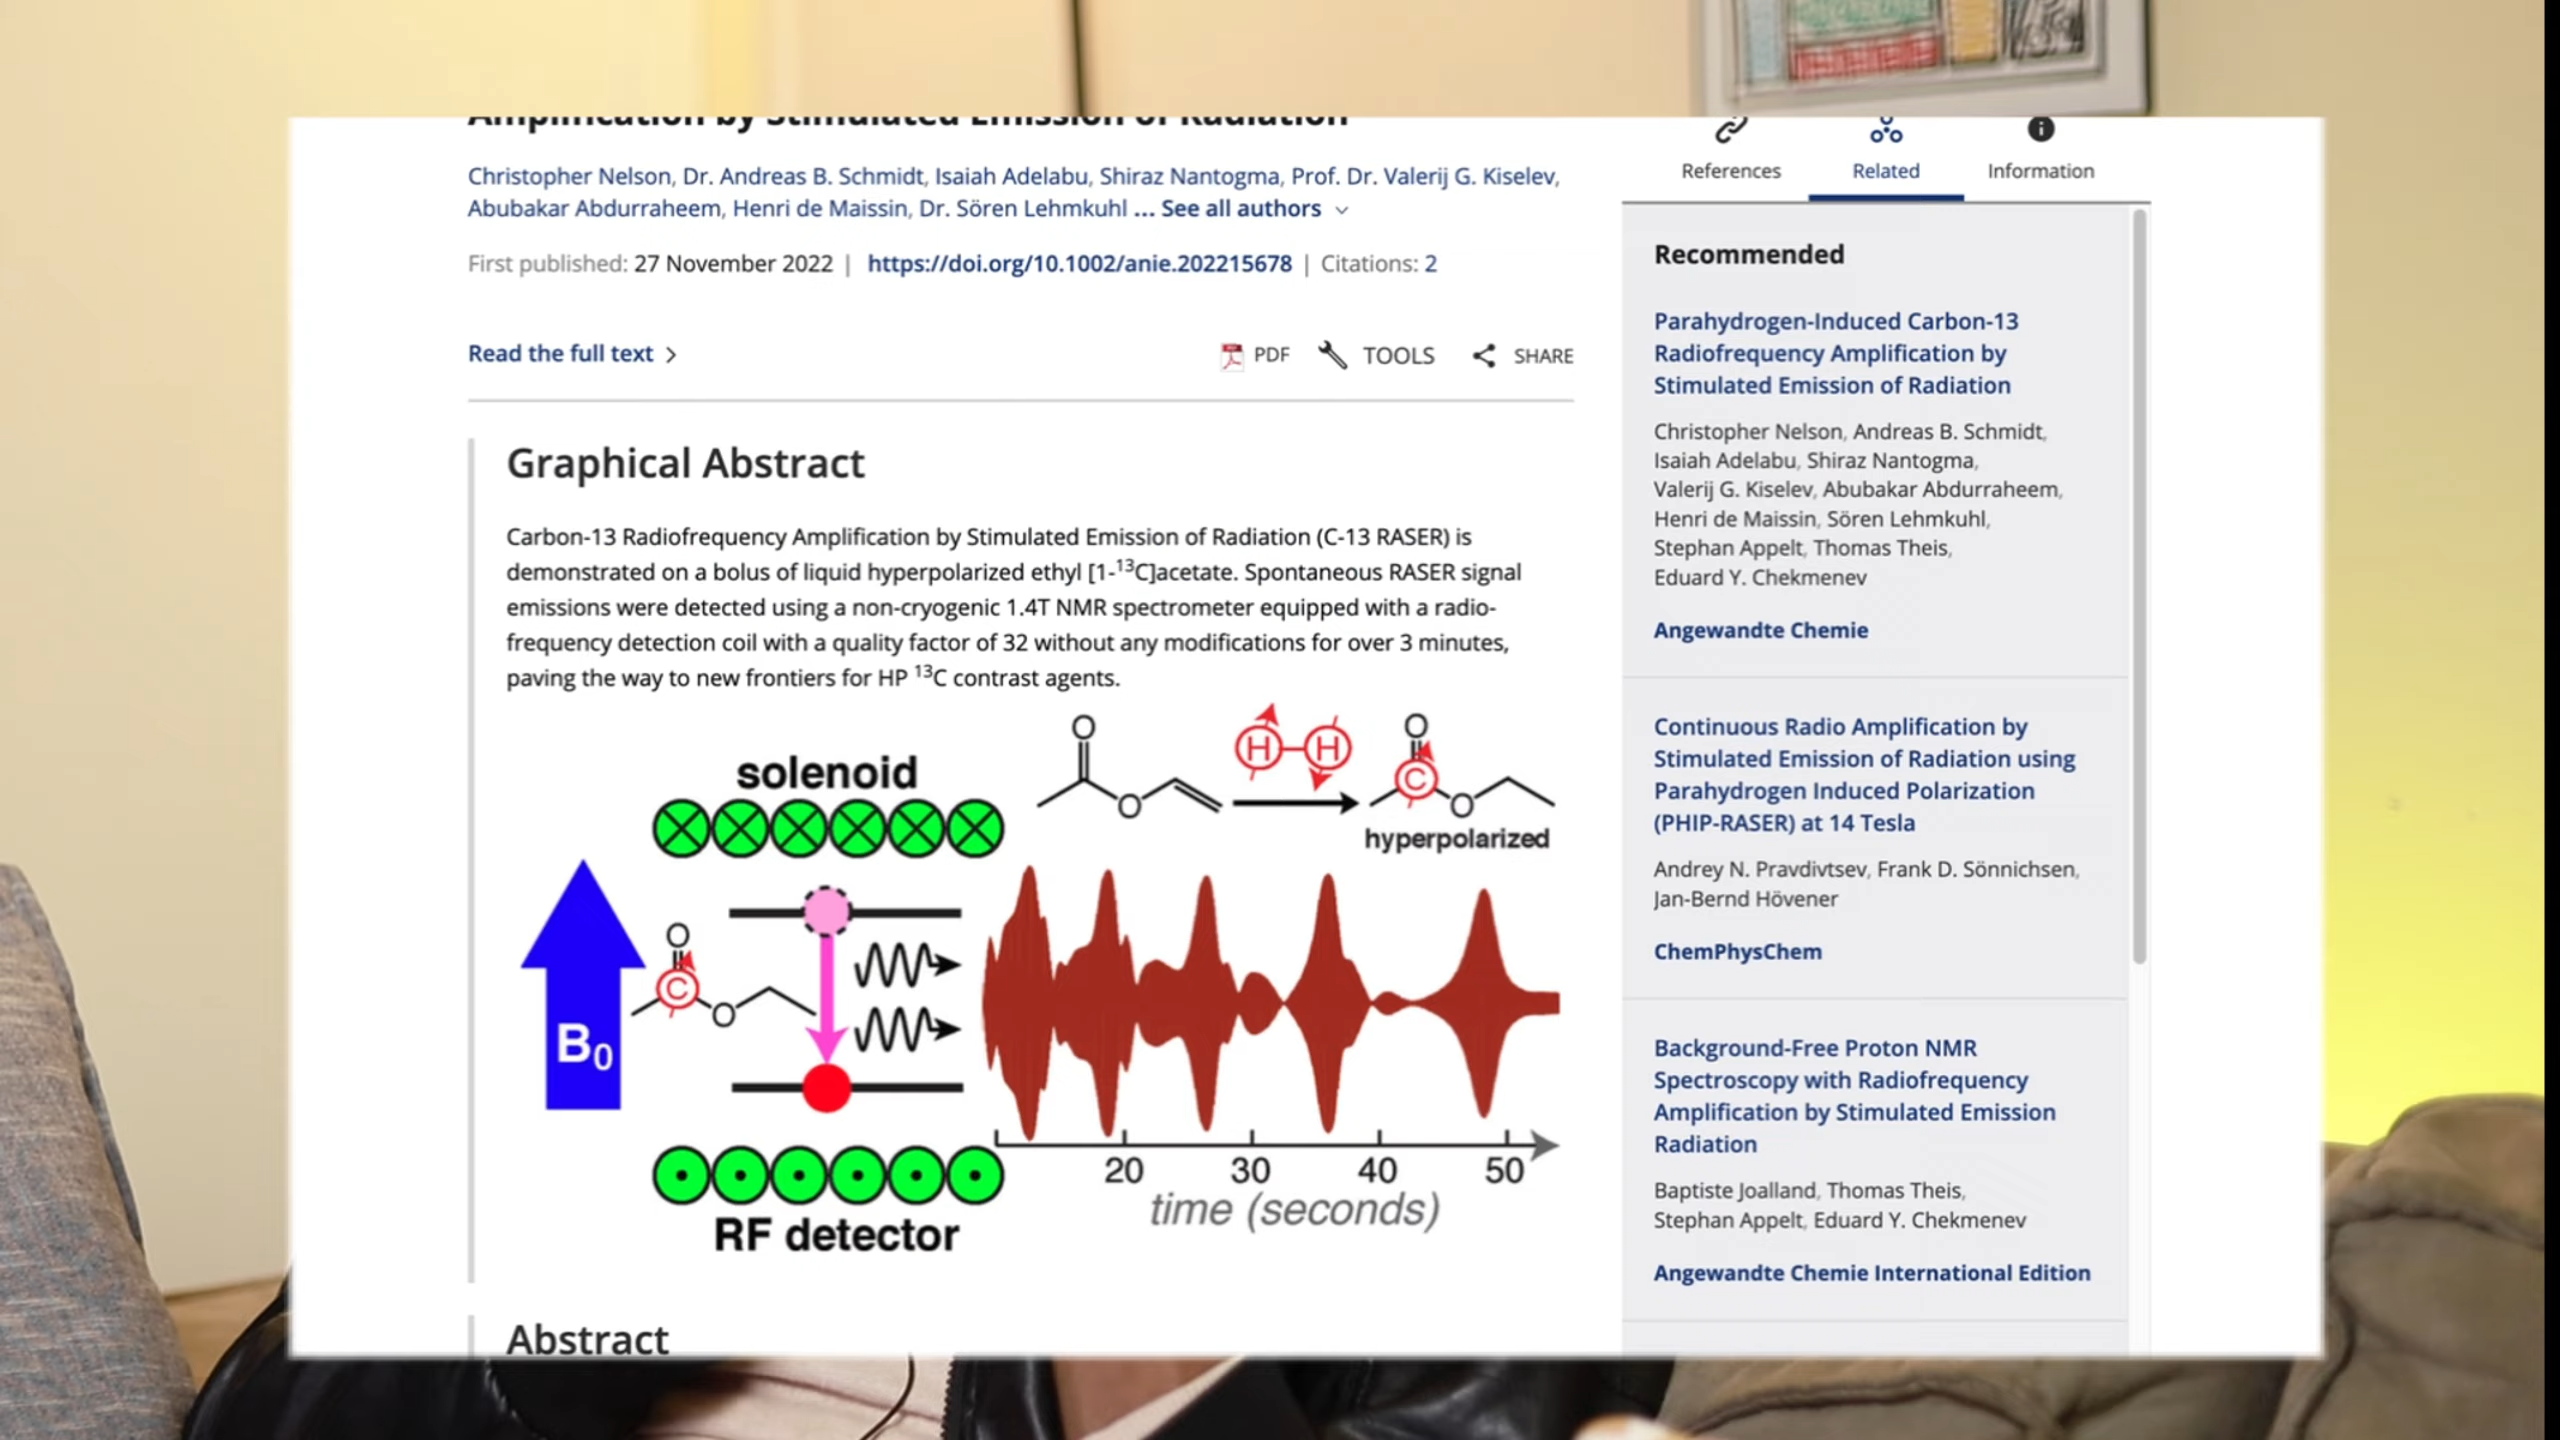 Amplification by Stimulated Emission of Radiation
Christopher Nelson, Dr. Andreas B. Schmidt, Isaiah Adelabu, Shiraz Nantogma, Prof. Dr. Valerij G. Kiselev,
Abubakar Abdurraheem, Henri de Maissin, Dr. Sören Lehmkuhl ... See all authors
First published: 27 November 2022 | https://doi.org/10.1002/anie.202215678 | Citations: 2
Read the full text
PDF TOOLS SHARE
Graphical Abstract
Carbon-13 Radiofrequency Amplification by Stimulated Emission of Radiation (C-13 RASER) is
demonstrated on a bolus of liquid hyperpolarized ethyl [1-¹³C]acetate. Spontaneous RASER signal
emissions were detected using a non-cryogenic 1.4T NMR spectrometer equipped with a radio-
frequency detection coil with a quality factor of 32 without any modifications for over 3 minutes,
paving the way to new frontiers for HP ¹³C contrast agents.
solenoid
O
O
H H
O
C
O
hyperpolarized
B₀
O
C
O
RF detector
20 30 40 50
time (seconds)
Abstract
References Related Information
Recommended
Parahydrogen-Induced Carbon-13
Radiofrequency Amplification by
Stimulated Emission of Radiation
Christopher Nelson, Andreas B. Schmidt,
Isaiah Adelabu, Shiraz Nantogma,
Valerij G. Kiselev, Abubakar Abdurraheem,
Henri de Maissin, Sören Lehmkuhl,
Stephan Appelt, Thomas Theis,
Eduard Y. Chekmenev
Angewandte Chemie
Continuous Radio Amplification by
Stimulated Emission of Radiation using
Parahydrogen Induced Polarization
(PHIP-RASER) at 14 Tesla
Andrey N. Pravdivtsev, Frank D. Sönnichsen,
Jan-Bernd Hövener
ChemPhysChem
Background-Free Proton NMR
Spectroscopy with Radiofrequency
Amplification by Stimulated Emission
Radiation
Baptiste Joalland, Thomas Theis,
Stephan Appelt, Eduard Y. Chekmenev
Angewandte Chemie International Edition